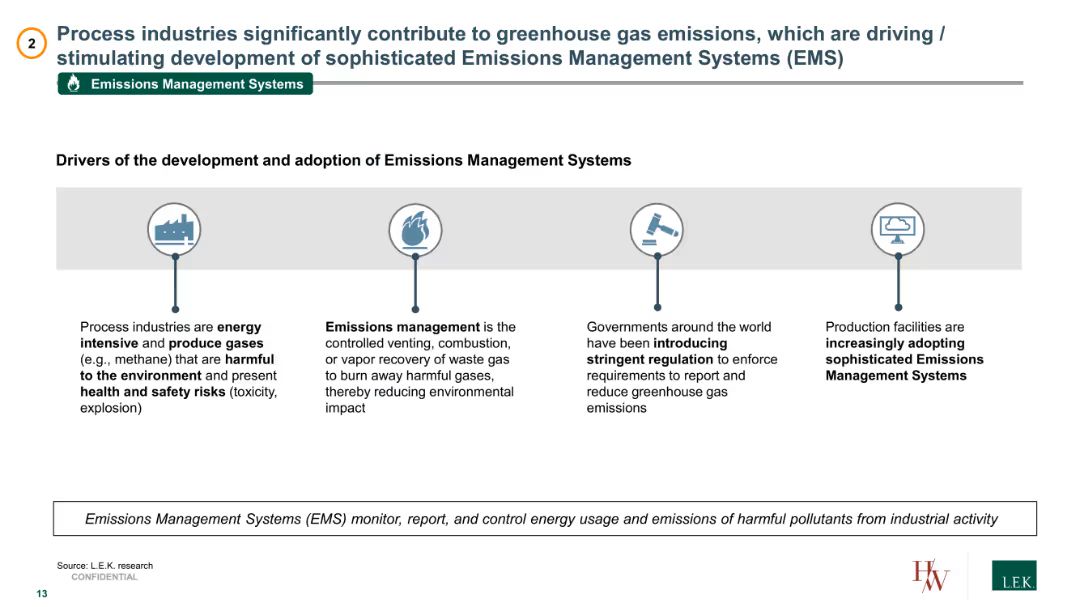 2
Process industries significantly contribute to greenhouse gas emissions, which are driving /
stimulating development of sophisticated Emissions Management Systems (EMS)
Emissions Management Systems
Drivers of the development and adoption of Emissions Management Systems
Process industries are energy
intensive and produce gases
(e.g., methane) that are harmful
to the environment and present
health and safety risks (toxicity,
explosion)
Emissions management is the
controlled venting, combustion,
or vapor recovery of waste gas
to burn away harmful gases,
thereby reducing environmental
impact
Governments around the world
have been introducing
stringent regulation to enforce
requirements to report and
reduce greenhouse gas
emissions
Production facilities are
increasingly adopting
sophisticated Emissions
Management Systems
Emissions Management Systems (EMS) monitor, report, and control energy usage and emissions of harmful pollutants from industrial activity
Source: L.E.K. research
CONFIDENTIAL
13
HW
L.E.K.